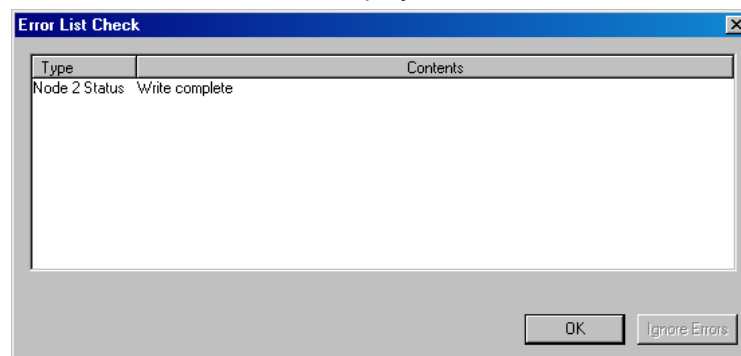 Error List Check
Type Contents
Node 2 Status Write complete
OK Ignore Errors